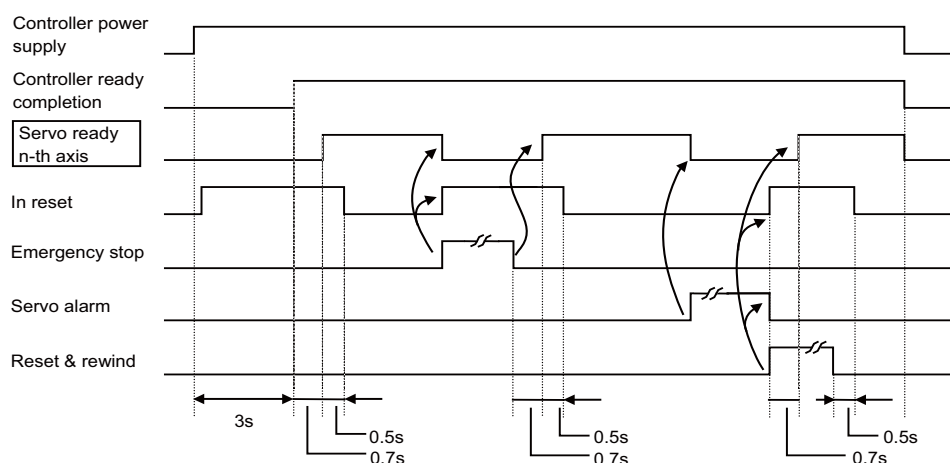 Controller power
supply
Controller ready
completion
Servo ready
n-th axis
In reset
Emergency stop
Servo alarm
Reset & rewind
3s
0.5s
0.7s
0.5s
0.7s
0.5s
0.7s